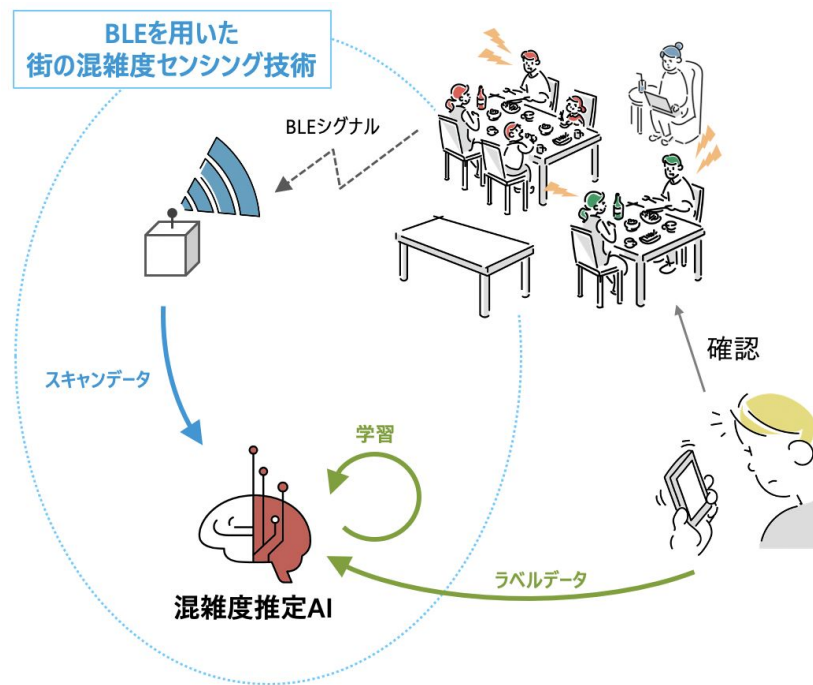 BLEを用いた
街の混雑度センシング技術
BLEシグナル
確認
スキャンデータ
学習
ラベルデータ
混雑度推定AI